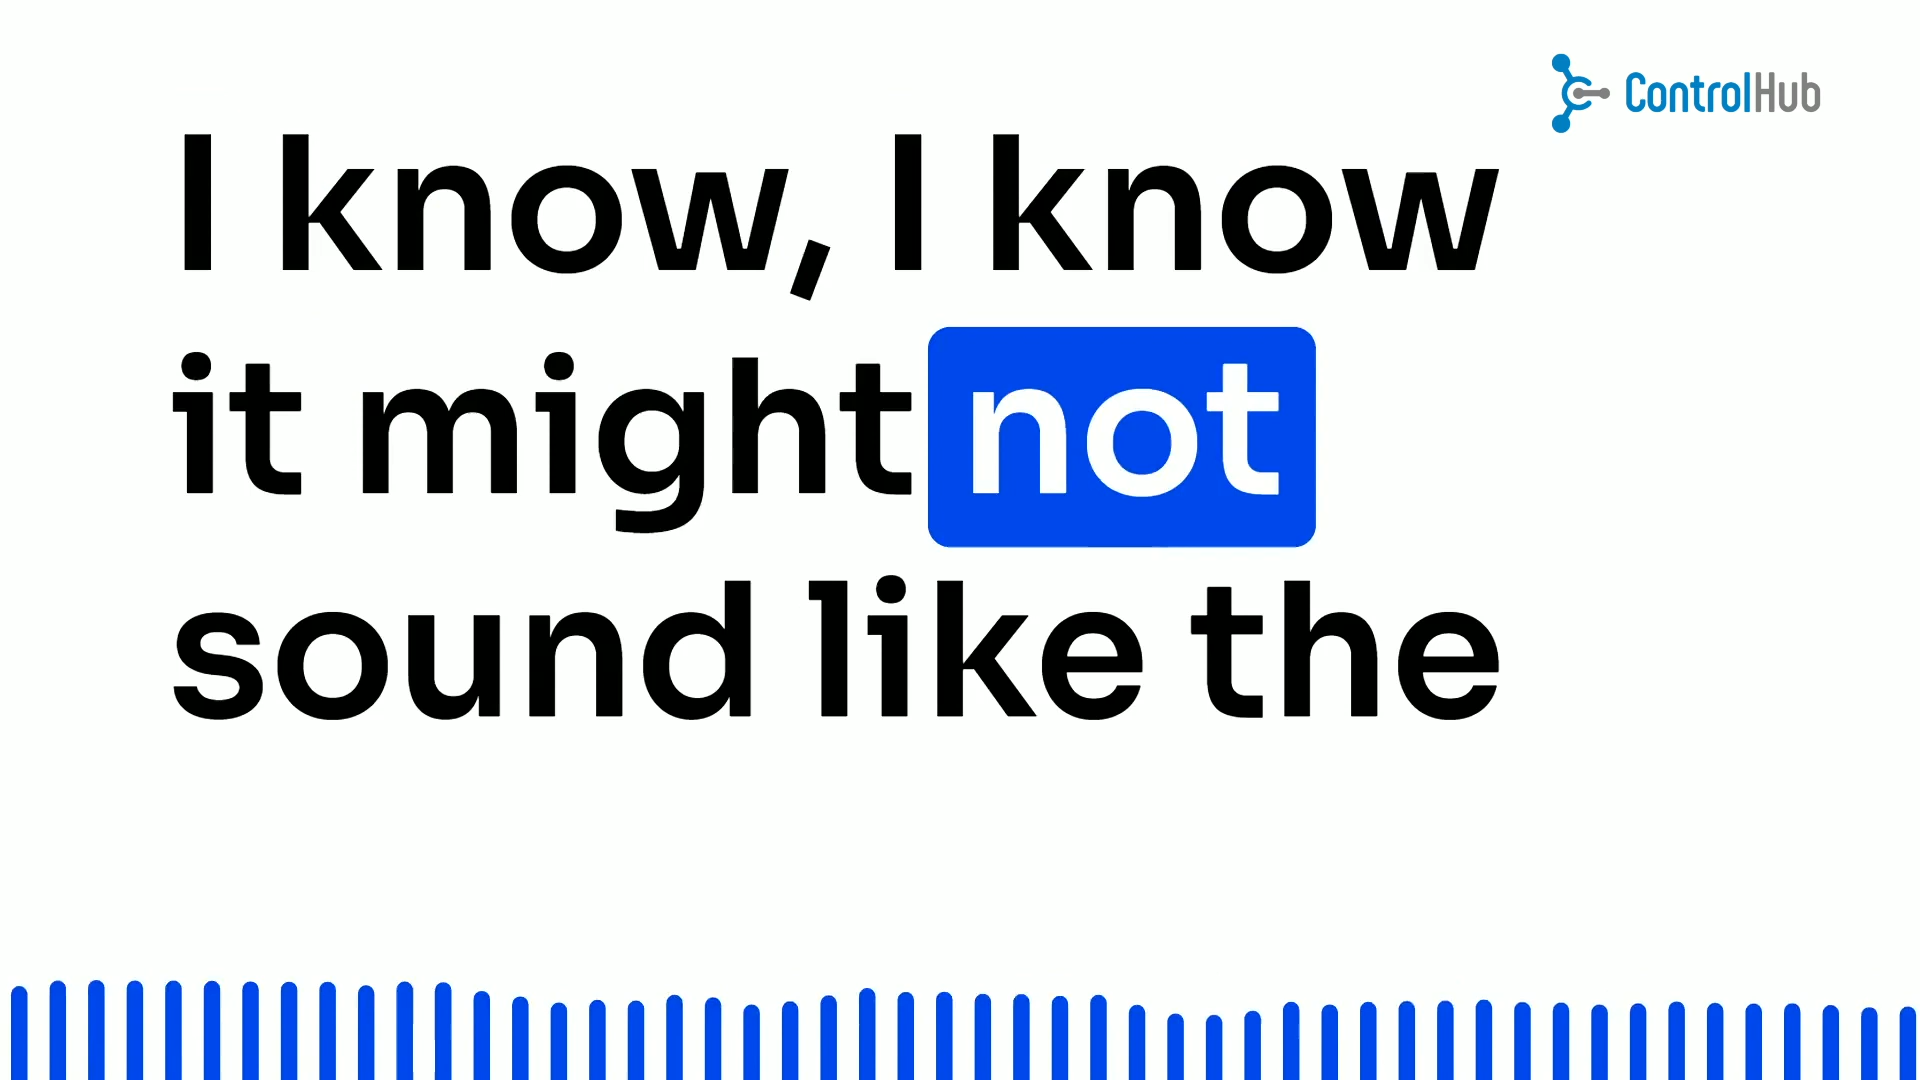 ControlHub
I know, I know
it might not
sound like the